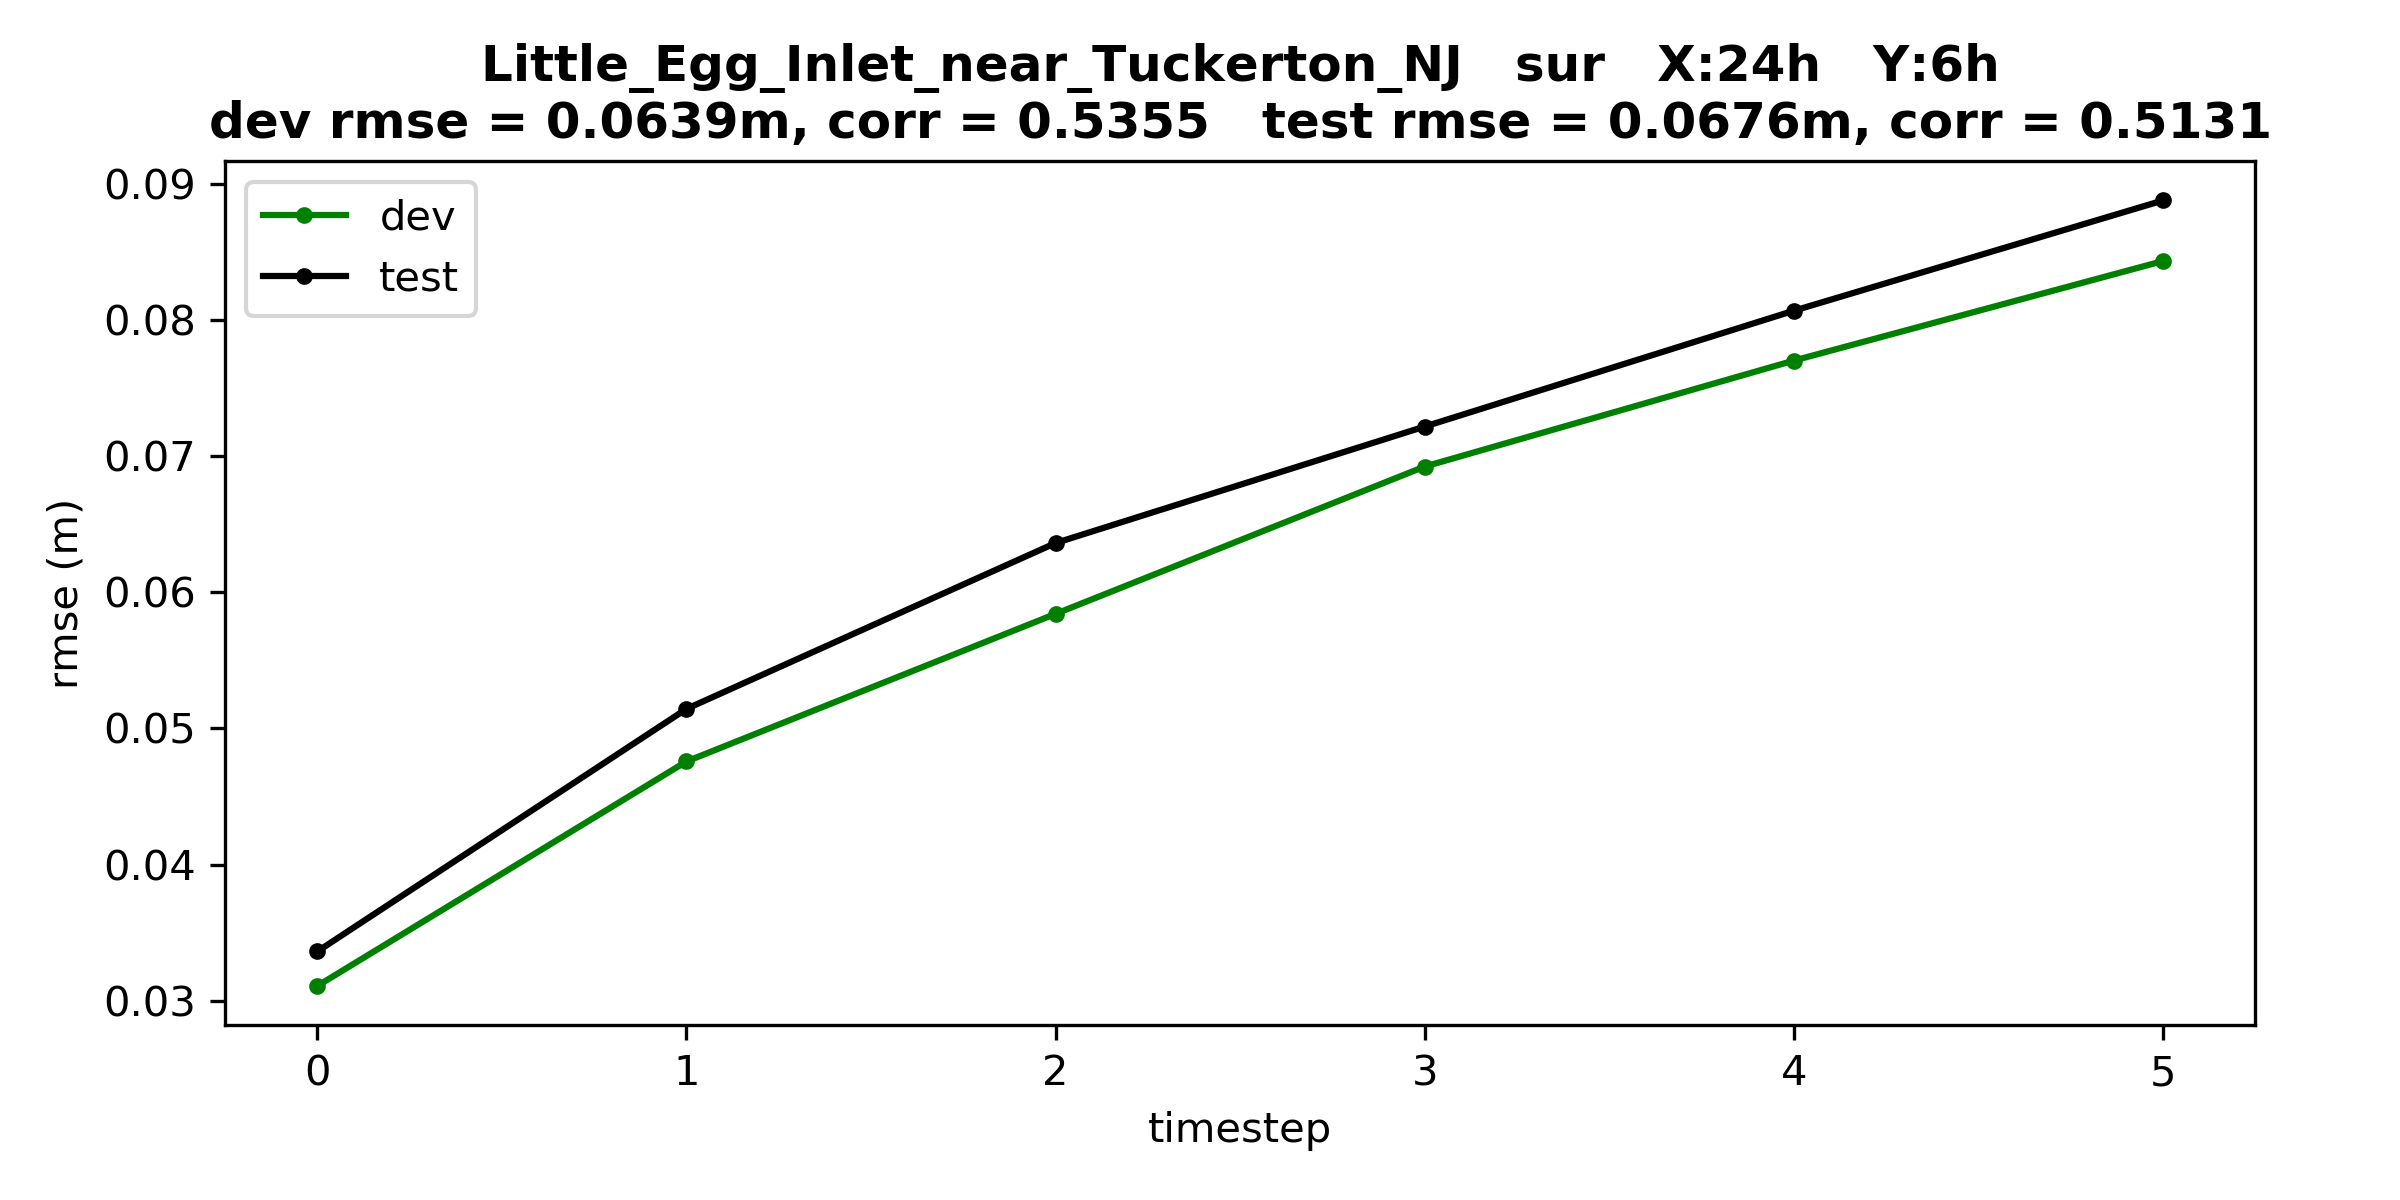 Little_Egg_Inlet_near_Tuckerton_NJ   sur   X:24h   Y:6h
dev rmse = 0.0639m, corr = 0.5355   test rmse = 0.0676m, corr = 0.5131
dev
test
0.09
0.08
0.07
0.06
0.05
0.04
0.03
rmse (m)
0 1 2 3 4 5
timestep